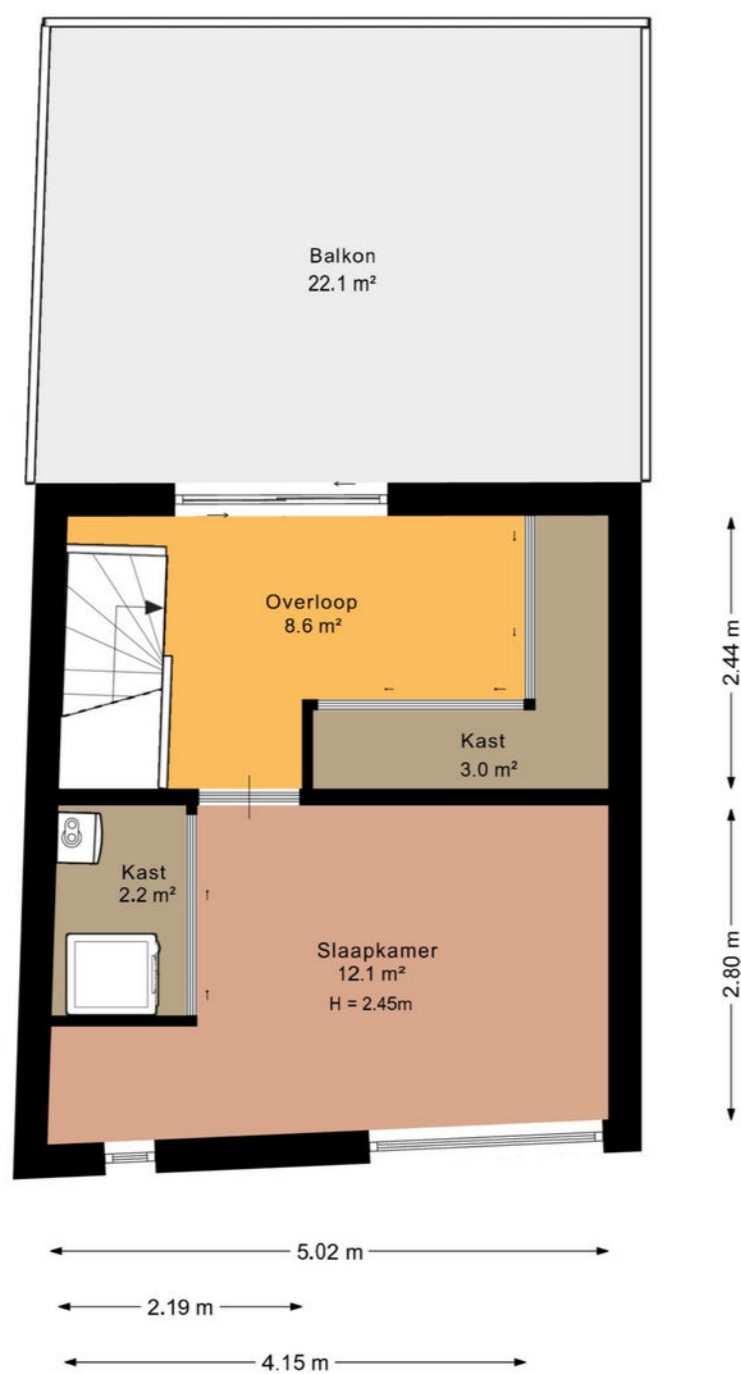 Balkon
22.1 m²
Overloop
8.6 m²
2.44 m
Kast
3.0 m²
Kast
2.2 m²
Slaapkamer
12.1 m²
H = 2.45m
2.80 m
5.02 m
2.19 m
4.15 m